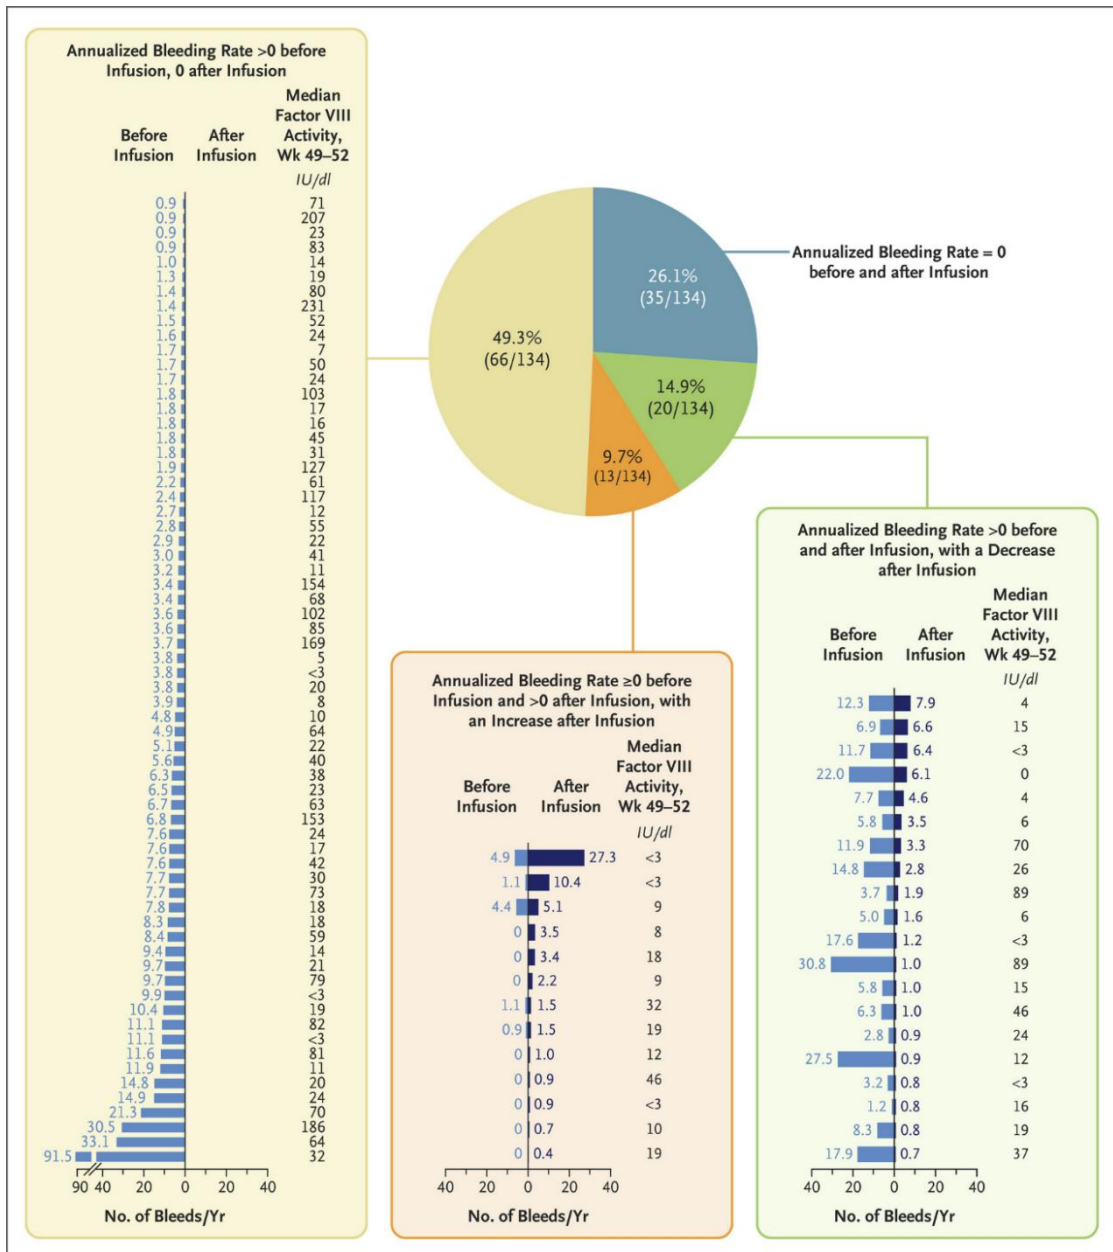 Annualized Bleeding Rate >0 before
Infusion, 0 after Infusion
Before
Infusion
After
Infusion
Median
Factor VIII
Activity,
Wk 49–52
IU/dl
0.9 71
0.9 207
0.9 23
0.9 83
1.0 14
1.3 19
1.4 80
1.4 231
1.5 52
1.6 24
1.7 7
1.7 50
1.7 24
1.8 103
1.8 17
1.8 16
1.8 45
1.8 31
1.9 127
2.2 61
2.4 117
2.7 12
2.8 55
2.9 22
3.0 41
3.2 11
3.4 154
3.4 68
3.6 102
3.6 85
3.7 169
3.8 5
3.8 <3
3.8 20
3.9 8
4.8 10
4.9 64
5.1 22
5.6 40
6.3 38
6.5 23
6.7 63
6.8 153
7.6 24
7.6 17
7.6 42
7.7 30
7.7 73
7.8 18
8.3 18
8.4 59
9.4 14
9.7 21
9.7 79
9.9 <3
10.4 19
11.1 82
11.1 <3
11.6 81
11.9 11
14.8 20
14.9 24
21.3 70
30.5 186
33.1 64
91.5 32
90 40 20 0 20 40
No. of Bleeds/Yr
26.1%
(35/134)
49.3%
(66/134)
14.9%
(20/134)
9.7%
(13/134)
Annualized Bleeding Rate = 0
before and after Infusion
Annualized Bleeding Rate ≥0 before
Infusion and >0 after Infusion, with
an Increase after Infusion
Before
Infusion
After
Infusion
Median
Factor VIII
Activity,
Wk 49–52
IU/dl
4.9 27.3 <3
1.1 10.4 <3
4.4 5.1 9
0 3.5 8
0 3.4 18
0 2.2 9
1.1 1.5 32
0.9 1.5 19
0 1.0 12
0 0.9 46
0 0.9 <3
0 0.7 10
0 0.4 19
40 20 0 20 40
No. of Bleeds/Yr
Annualized Bleeding Rate >0 before
and after Infusion, with a Decrease
after Infusion
Before
Infusion
After
Infusion
Median
Factor VIII
Activity,
Wk 49–52
IU/dl
12.3 7.9 4
6.9 6.6 15
11.7 6.4 <3
22.0 6.1 0
7.7 4.6 4
5.8 3.5 6
11.9 3.3 70
14.8 2.8 26
3.7 1.9 89
5.0 1.6 6
17.6 1.2 <3
30.8 1.0 89
5.8 1.0 15
6.3 1.0 46
2.8 0.9 24
27.5 0.9 12
3.2 0.8 <3
1.2 0.8 16
8.3 0.8 19
17.9 0.7 37
40 20 0 20 40
No. of Bleeds/Yr